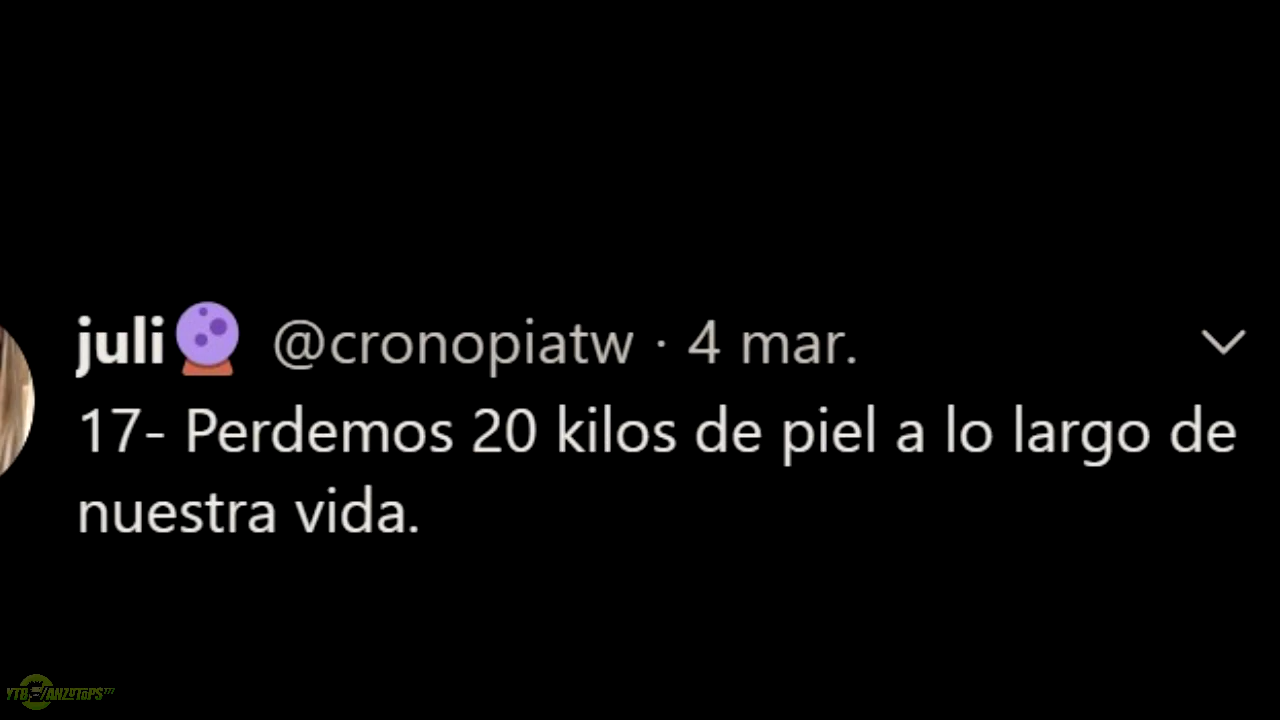 juli🔮 @cronopiatw · 4 mar.
17- Perdemos 20 kilos de piel a lo largo de
nuestra vida.